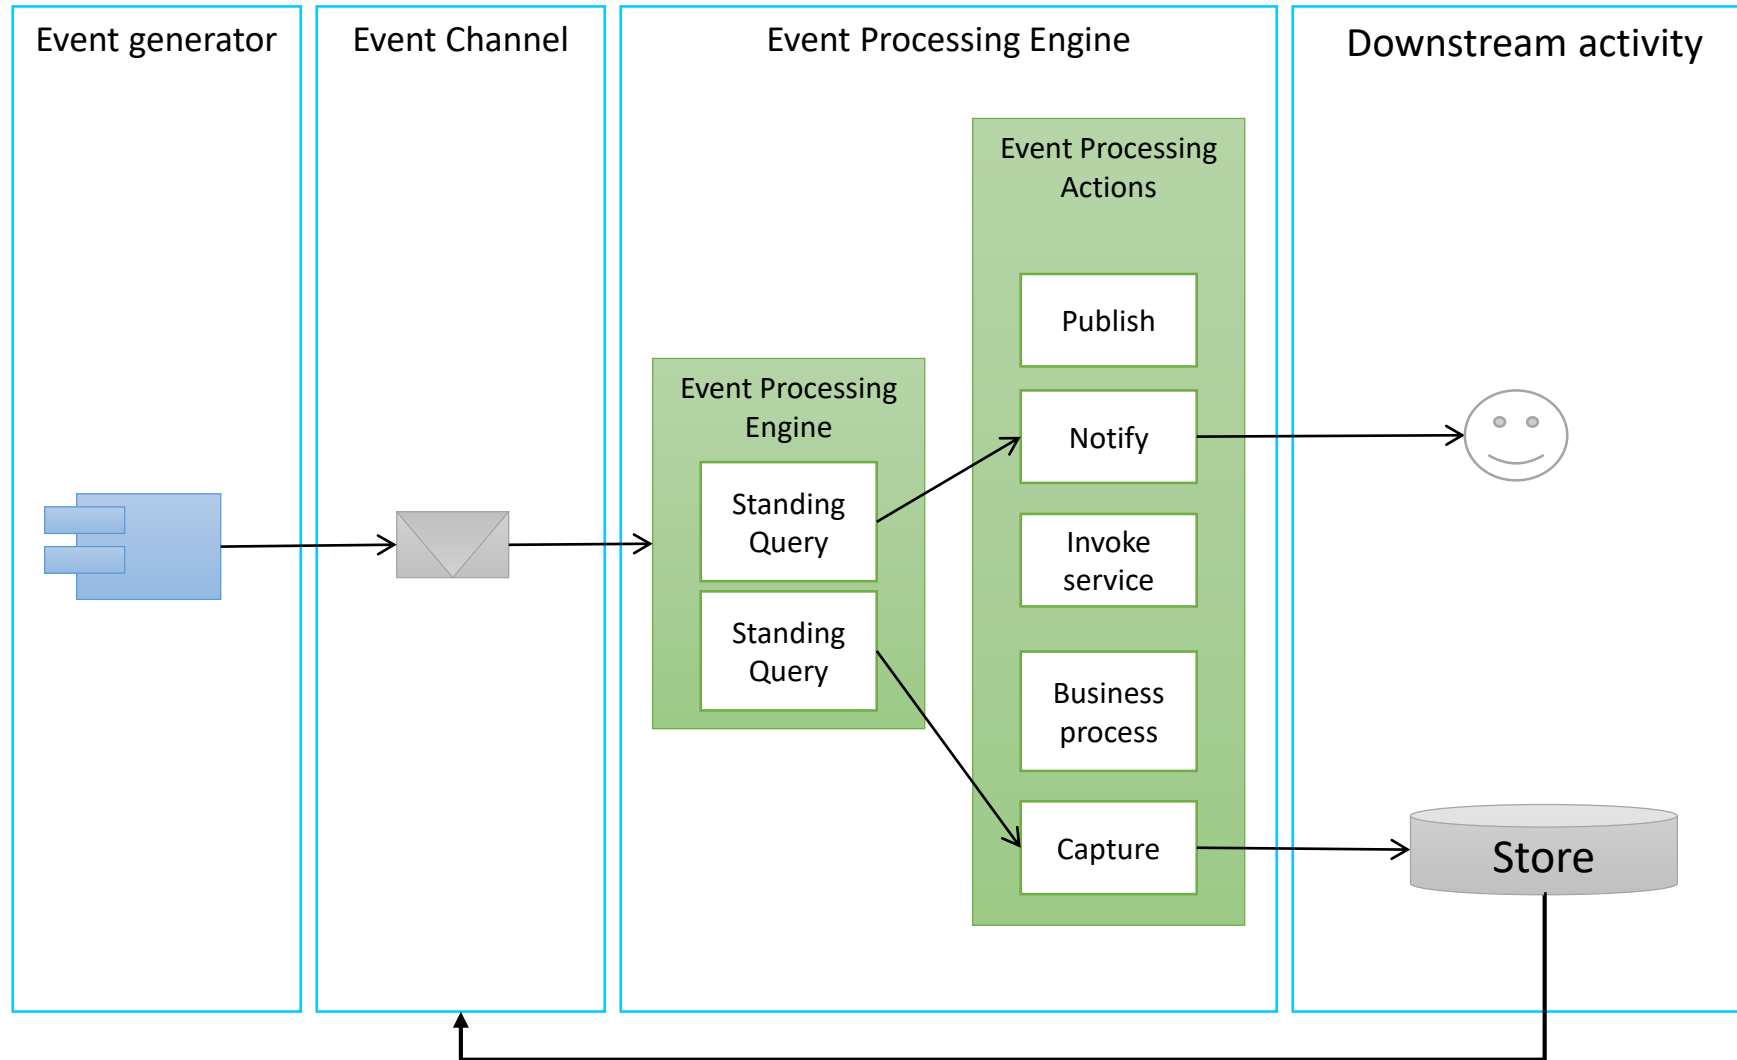 Event generator
Event Channel
Event Processing Engine
Downstream activity
Event Processing
Engine
Standing
Query
Standing
Query
Event Processing
Actions
Publish
Notify
Invoke
service
Business
process
Capture
Store